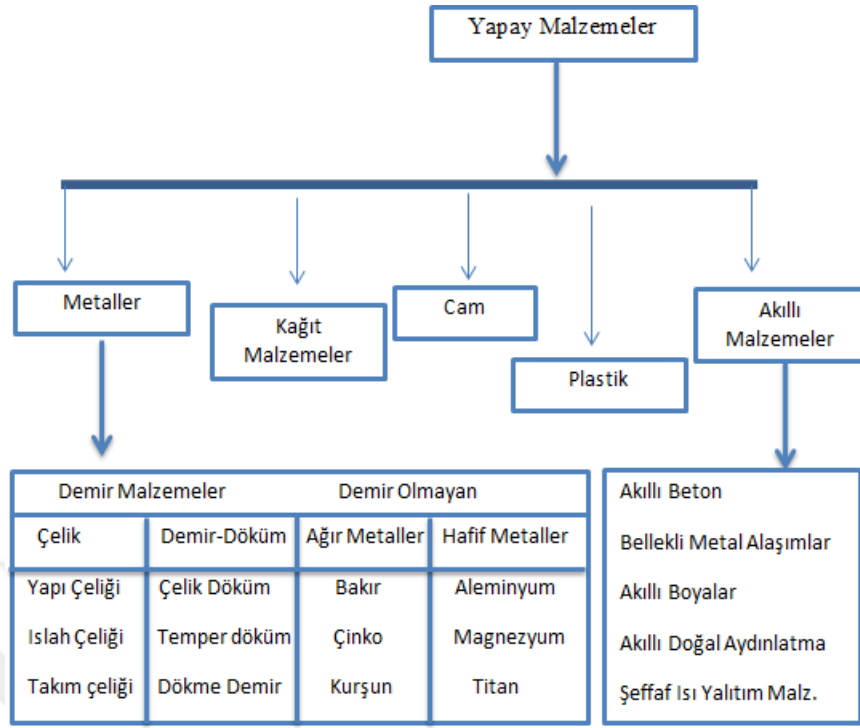 Yapay Malzemeler
Metaller
Kağıt
Malzemeler
Cam
Plastik
Akıllı
Malzemeler
Demir Malzemeler Demir Olmayan
Çelik Demir-Döküm Ağır Metaller Hafif Metaller
Yapı Çeliği Çelik Döküm Bakır Aleminyum
Islah Çeliği Temper döküm Çinko Magnezyum
Takım çeliği Dökme Demir Kurşun Titan
Akıllı Beton
Bellekli Metal Alaşımlar
Akıllı Boyalar
Akıllı Doğal Aydınlatma
Şeffaf Isı Yalıtım Malz.